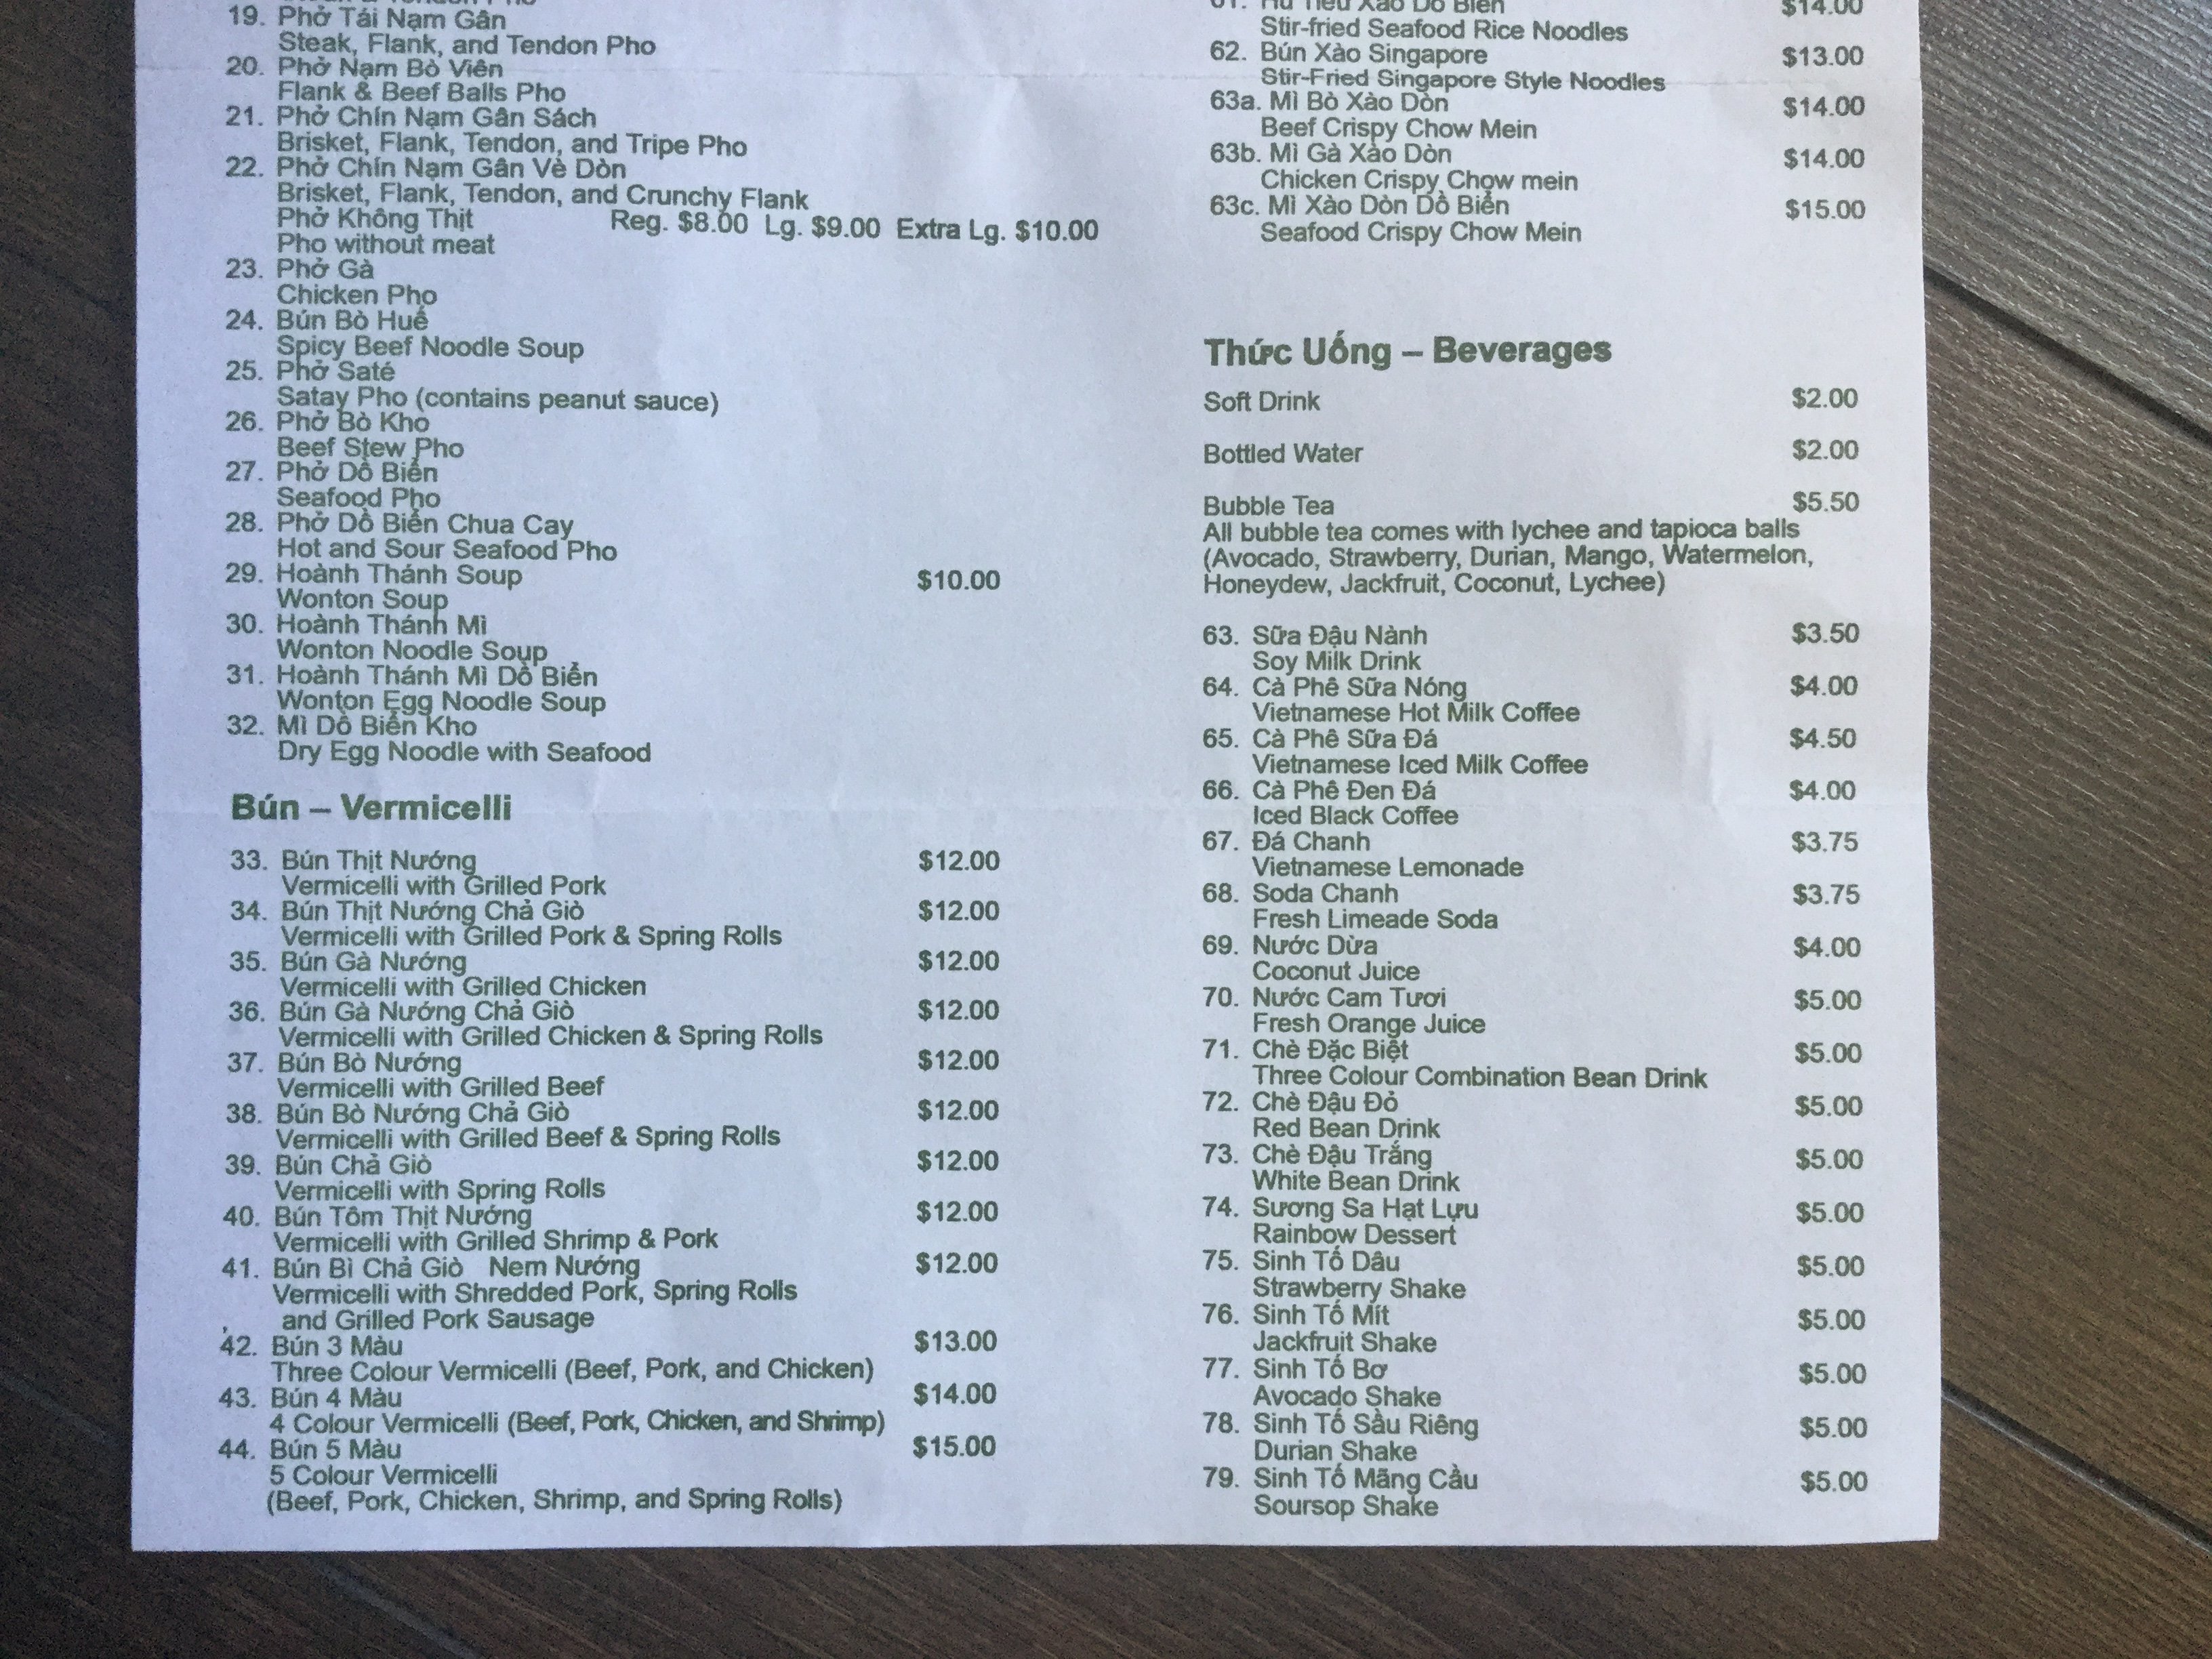 19. Phở Tái Nạm Gân
Steak, Flank, and Tendon Pho
20. Phở Nạm Bò Viên
Flank & Beef Balls Pho
21. Phở Chín Nạm Gân Sách
Brisket, Flank, Tendon, and Tripe Pho
22. Phở Chín Nạm Gân Vè Dòn
Brisket, Flank, Tendon, and Crunchy Flank
Phở Không Thịt Reg. $8.00 Lg. $9.00 Extra Lg. $10.00
Pho without meat
23. Phở Gà
Chicken Pho
24. Bún Bò Huế
Spicy Beef Noodle Soup
25. Phở Saté
Satay Pho (contains peanut sauce)
26. Phở Bò Kho
Beef Stew Pho
27. Phở Dồ Biển
Seafood Pho
28. Phở Dồ Biển Chua Cay
Hot and Sour Seafood Pho
29. Hoành Thánh Soup $10.00
Wonton Soup
30. Hoành Thánh Mì
Wonton Noodle Soup
31. Hoành Thánh Mì Dồ Biển
Wonton Egg Noodle Soup
32. Mì Dồ Biển Kho
Dry Egg Noodle with Seafood
Bún – Vermicelli
33. Bún Thịt Nướng $12.00
Vermicelli with Grilled Pork
34. Bún Thịt Nướng Chả Giò $12.00
Vermicelli with Grilled Pork & Spring Rolls
35. Bún Gà Nướng $12.00
Vermicelli with Grilled Chicken
36. Bún Gà Nướng Chả Giò $12.00
Vermicelli with Grilled Chicken & Spring Rolls
37. Bún Bò Nướng $12.00
Vermicelli with Grilled Beef
38. Bún Bò Nướng Chả Giò $12.00
Vermicelli with Grilled Beef & Spring Rolls
39. Bún Chả Giò $12.00
Vermicelli with Spring Rolls
40. Bún Tôm Thịt Nướng $12.00
Vermicelli with Grilled Shrimp & Pork
41. Bún Bì Chả Giò Nem Nướng $12.00
Vermicelli with Shredded Pork, Spring Rolls
and Grilled Pork Sausage
42. Bún 3 Màu $13.00
Three Colour Vermicelli (Beef, Pork, and Chicken)
43. Bún 4 Màu $14.00
4 Colour Vermicelli (Beef, Pork, Chicken, and Shrimp)
44. Bún 5 Màu $15.00
5 Colour Vermicelli
(Beef, Pork, Chicken, Shrimp, and Spring Rolls)
61. Hủ Tiếu Xào Dồ Biển $14.00
Stir-fried Seafood Rice Noodles
62. Bún Xào Singapore $13.00
Stir-Fried Singapore Style Noodles
63a. Mì Bò Xào Dòn $14.00
Beef Crispy Chow Mein
63b. Mì Gà Xào Dòn $14.00
Chicken Crispy Chow mein
63c. Mì Xào Dòn Dồ Biển $15.00
Seafood Crispy Chow Mein
Thức Uống – Beverages
Soft Drink $2.00
Bottled Water $2.00
Bubble Tea $5.50
All bubble tea comes with lychee and tapioca balls
(Avocado, Strawberry, Durian, Mango, Watermelon,
Honeydew, Jackfruit, Coconut, Lychee)
63. Sữa Đậu Nành $3.50
Soy Milk Drink
64. Cà Phê Sữa Nóng $4.00
Vietnamese Hot Milk Coffee
65. Cà Phê Sữa Đá $4.50
Vietnamese Iced Milk Coffee
66. Cà Phê Đen Đá $4.00
Iced Black Coffee
67. Đá Chanh $3.75
Vietnamese Lemonade
68. Soda Chanh $3.75
Fresh Limeade Soda
69. Nước Dừa $4.00
Coconut Juice
70. Nước Cam Tươi $5.00
Fresh Orange Juice
71. Chè Đặc Biệt $5.00
Three Colour Combination Bean Drink
72. Chè Đậu Đỏ $5.00
Red Bean Drink
73. Chè Đậu Trắng $5.00
White Bean Drink
74. Sương Sa Hạt Lựu $5.00
Rainbow Dessert
75. Sinh Tố Dâu $5.00
Strawberry Shake
76. Sinh Tố Mít $5.00
Jackfruit Shake
77. Sinh Tố Bơ $5.00
Avocado Shake
78. Sinh Tố Sầu Riêng $5.00
Durian Shake
79. Sinh Tố Mãng Cầu $5.00
Soursop Shake